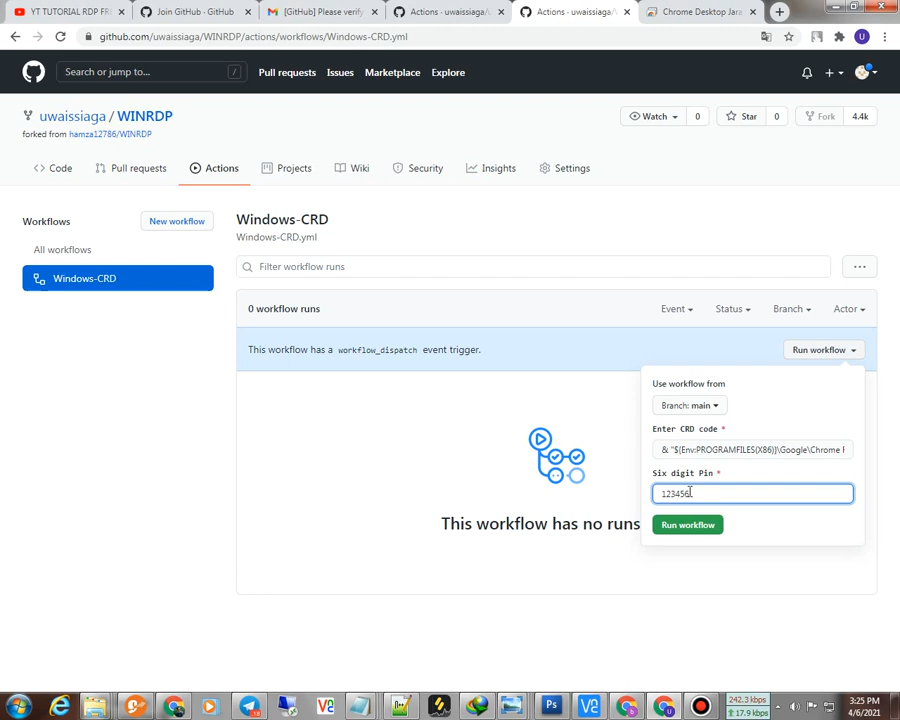 YT TUTORIAL RDP FR
Join GitHub · GitHub
[GitHub] Please verify
Actions - uwaissiaga/
Actions - uwaissiaga/
Chrome Desktop Jara
github.com/uwaissiaga/WINRDP/actions/workflows/Windows-CRD.yml
U
Search or jump to...
/
Pull requests
Issues
Marketplace
Explore
uwaissiaga / WINRDP
forked from hamza12786/WINRDP
Watch
0
Star
0
Fork
4.4k
Code
Pull requests
Actions
Projects
Wiki
Security
Insights
Settings
Workflows
New workflow
All workflows
Windows-CRD
Windows-CRD
Windows-CRD.yml
Filter workflow runs
0 workflow runs
Event
Status
Branch
Actor
This workflow has a workflow_dispatch event trigger.
Run workflow
Use workflow from
Branch: main
Enter CRD code *
& "${Env:PROGRAMFILES(X86)}\Google\Chrome
Six digit Pin *
123456
Run workflow
This workflow has no runs
242.3 kbps
17.9 kbps
3:25 PM
4/6/2021